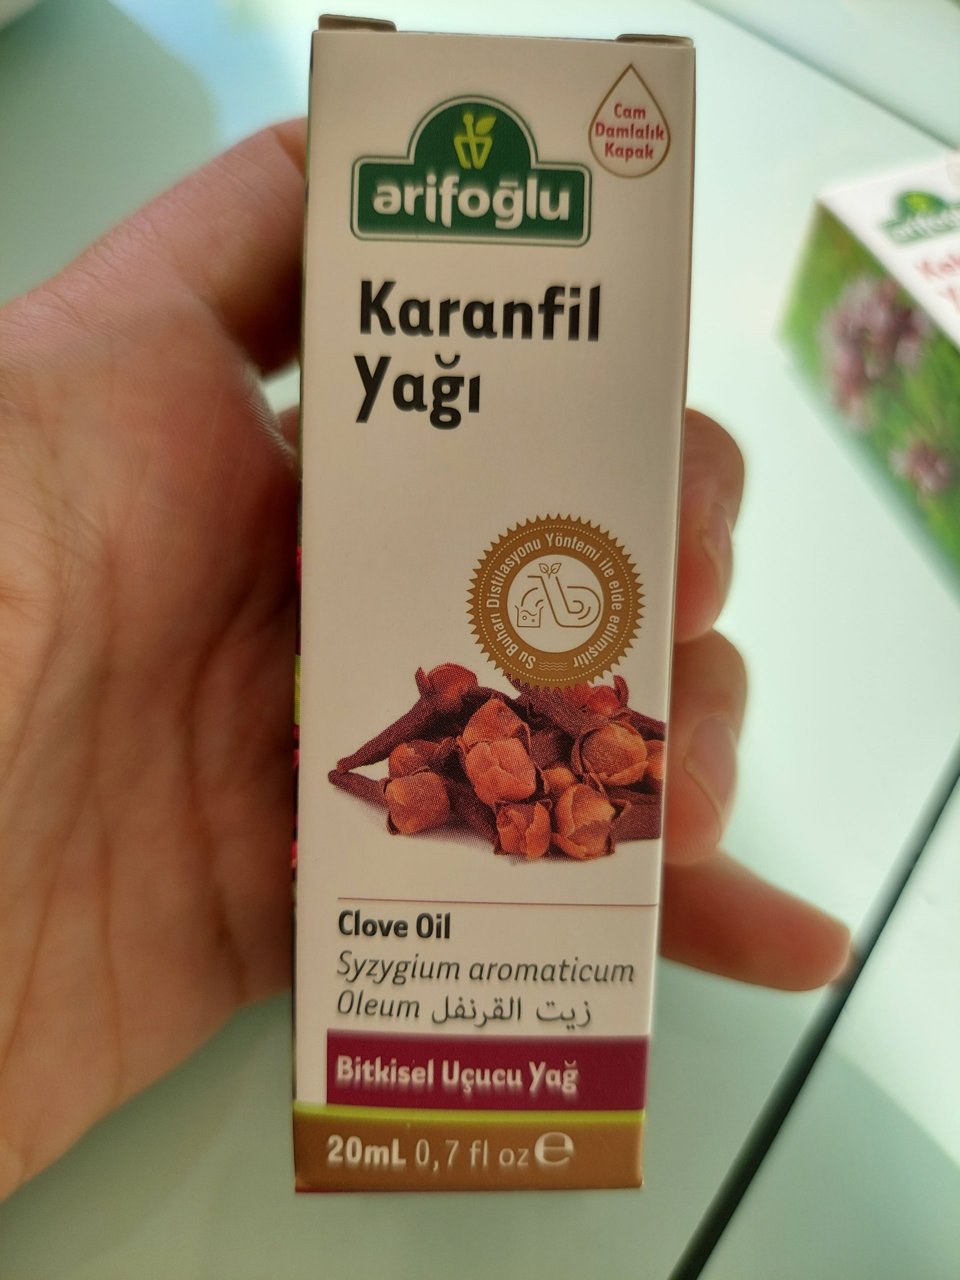 arifoğlu
Cam
Damlalık
Kapak
Karanfil
Yağı
Su Buharı Distilasyonu Yöntemi ile elde edilmiştir
Clove Oil
Syzygium aromaticum
Oleum زيت القرنفل
Bitkisel Uçucu Yağ
20mL 0,7 fl oz ℮